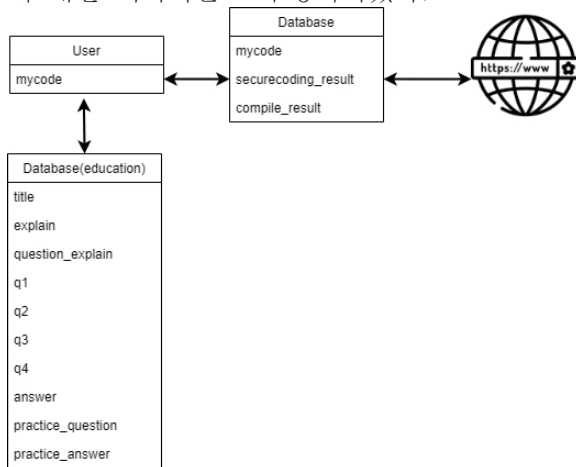 Database
User
mycode
mycode
securecoding_result
compile_result
https://www
Database(education)
title
explain
question_explain
q1
q2
q3
q4
answer
practice_question
practice_answer